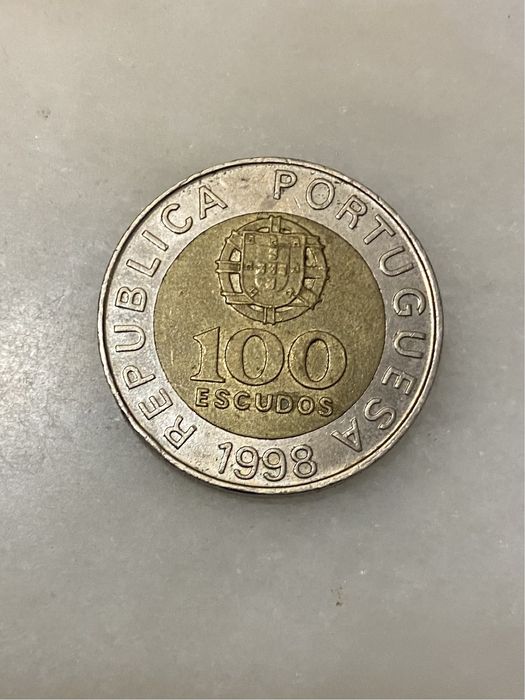 REPUBLICA PORTUGUESA
100
ESCUDOS
1998